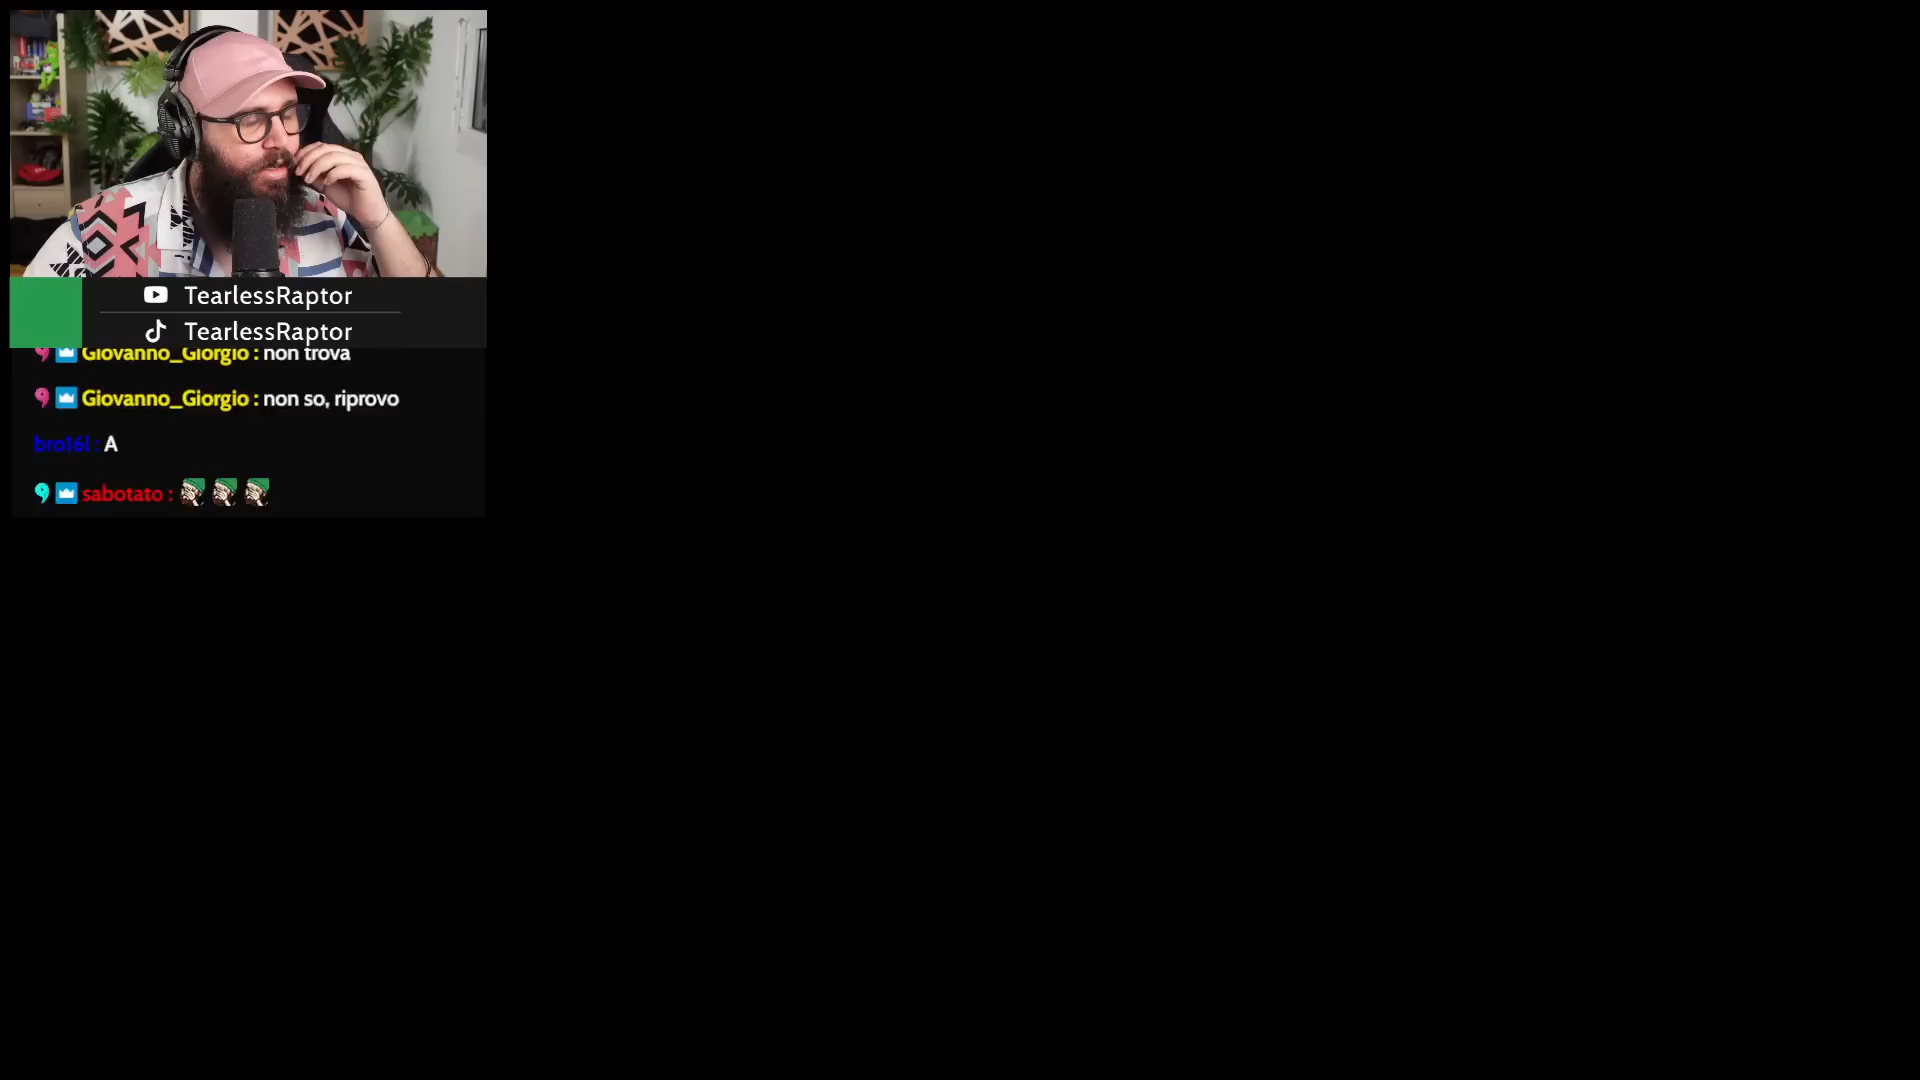 TearlessRaptor
TearlessRaptor
Giovanno_Giorgio : non trova
Giovanno_Giorgio : non so, riprovo
bro16l : A
sabotato :